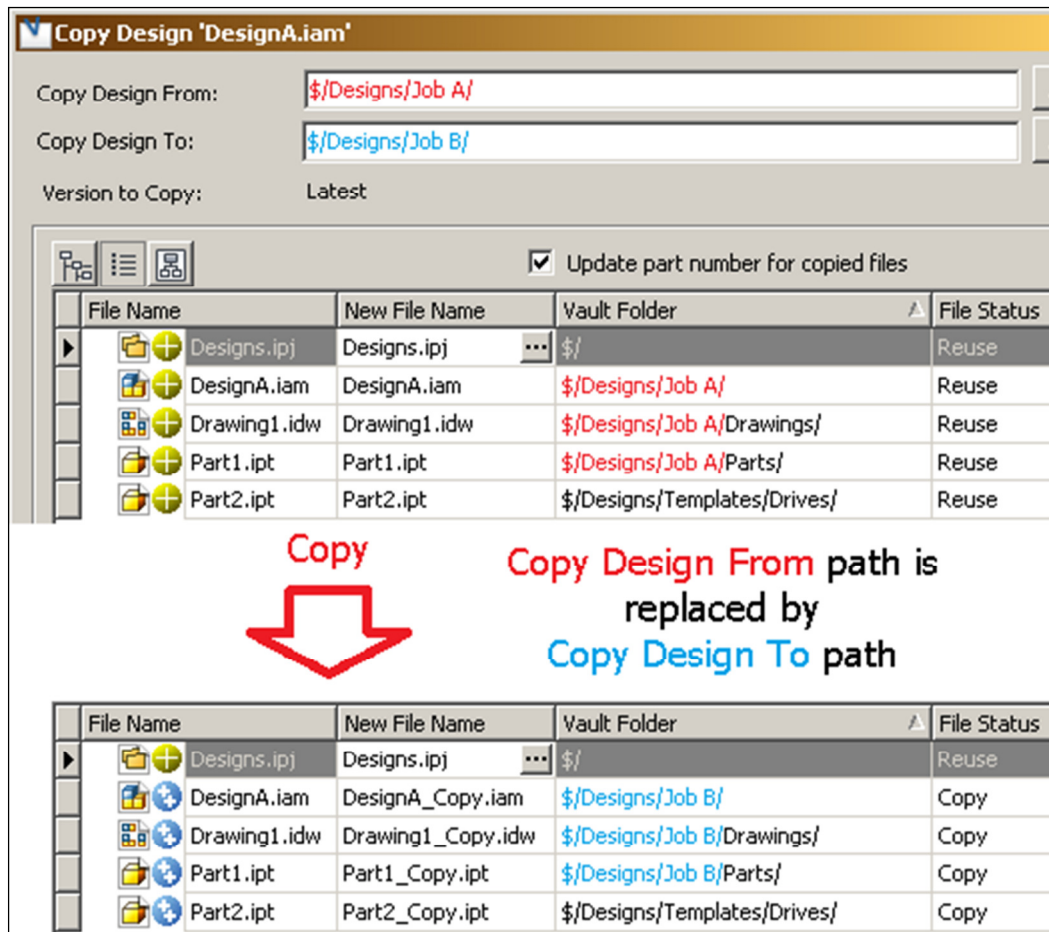 Copy Design 'DesignA.iam'
Copy Design From: $/Designs/Job A/
Copy Design To: $/Designs/Job B/
Version to Copy: Latest
Update part number for copied files
File Name New File Name Vault Folder File Status
Designs.ipj Designs.ipj ... $/ Reuse
DesignA.iam DesignA.iam $/Designs/Job A/ Reuse
Drawing1.idw Drawing1.idw $/Designs/Job A/Drawings/ Reuse
Part1.ipt Part1.ipt $/Designs/Job A/Parts/ Reuse
Part2.ipt Part2.ipt $/Designs/Templates/Drives/ Reuse
Copy
Copy Design From path is
replaced by
Copy Design To path
File Name New File Name Vault Folder File Status
Designs.ipj Designs.ipj ... $/ Reuse
DesignA.iam DesignA_Copy.iam $/Designs/Job B/ Copy
Drawing1.idw Drawing1_Copy.idw $/Designs/Job B/Drawings/ Copy
Part1.ipt Part1_Copy.ipt $/Designs/Job B/Parts/ Copy
Part2.ipt Part2_Copy.ipt $/Designs/Templates/Drives/ Copy